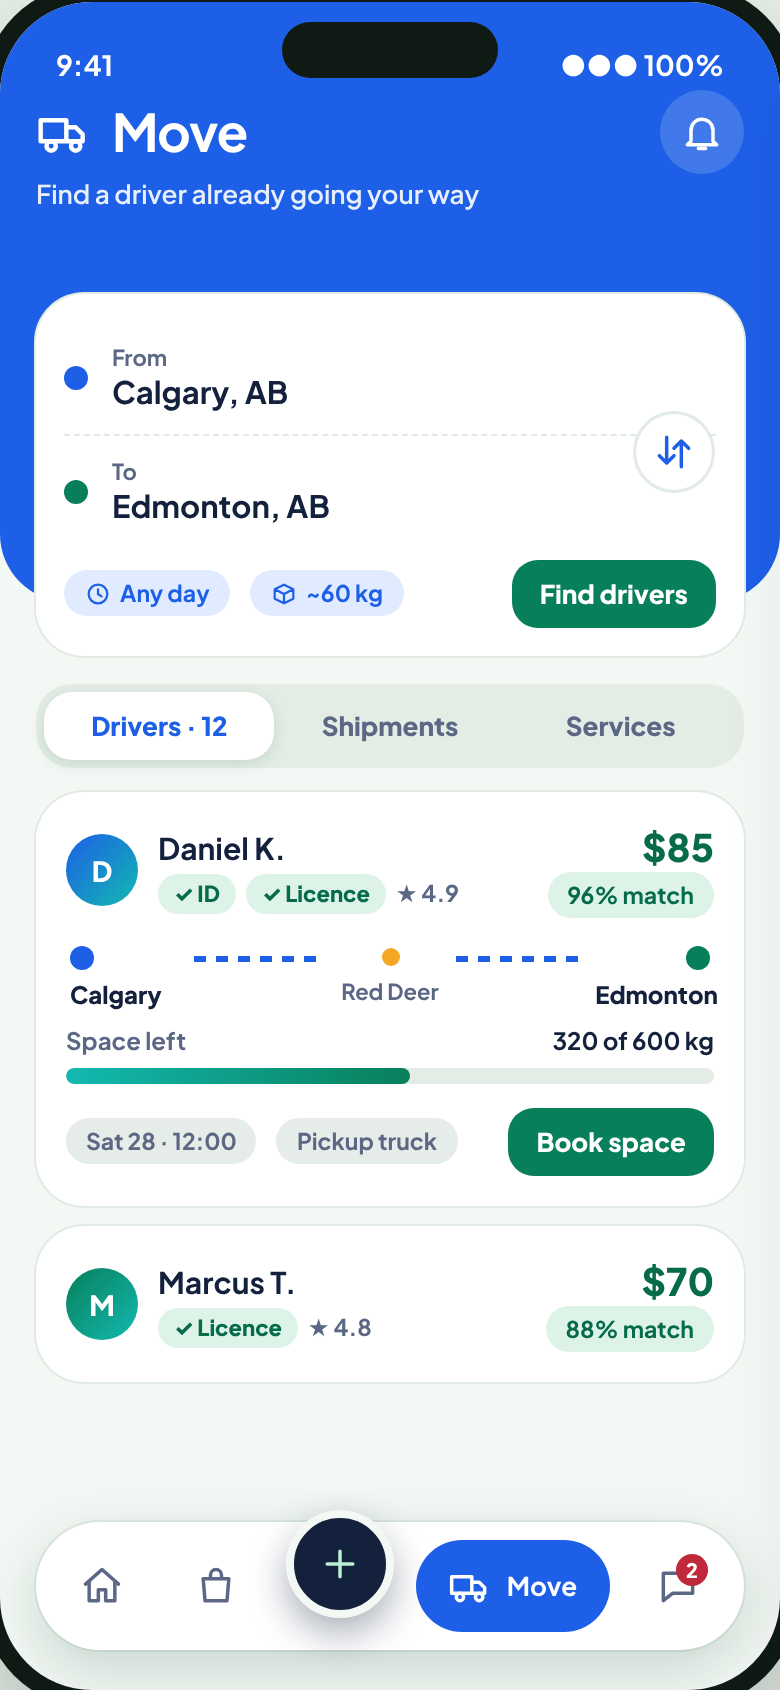 9:41
100%
Move
Find a driver already going your way
From
Calgary, AB
To
Edmonton, AB
Any day
~60 kg
Find drivers
Drivers · 12
Shipments
Services
D
Daniel K.
$85
✓ ID
✓ Licence
★ 4.9
96% match
Calgary
Red Deer
Edmonton
Space left
320 of 600 kg
Sat 28 · 12:00
Pickup truck
Book space
M
Marcus T.
$70
✓ Licence
★ 4.8
88% match
Move
2